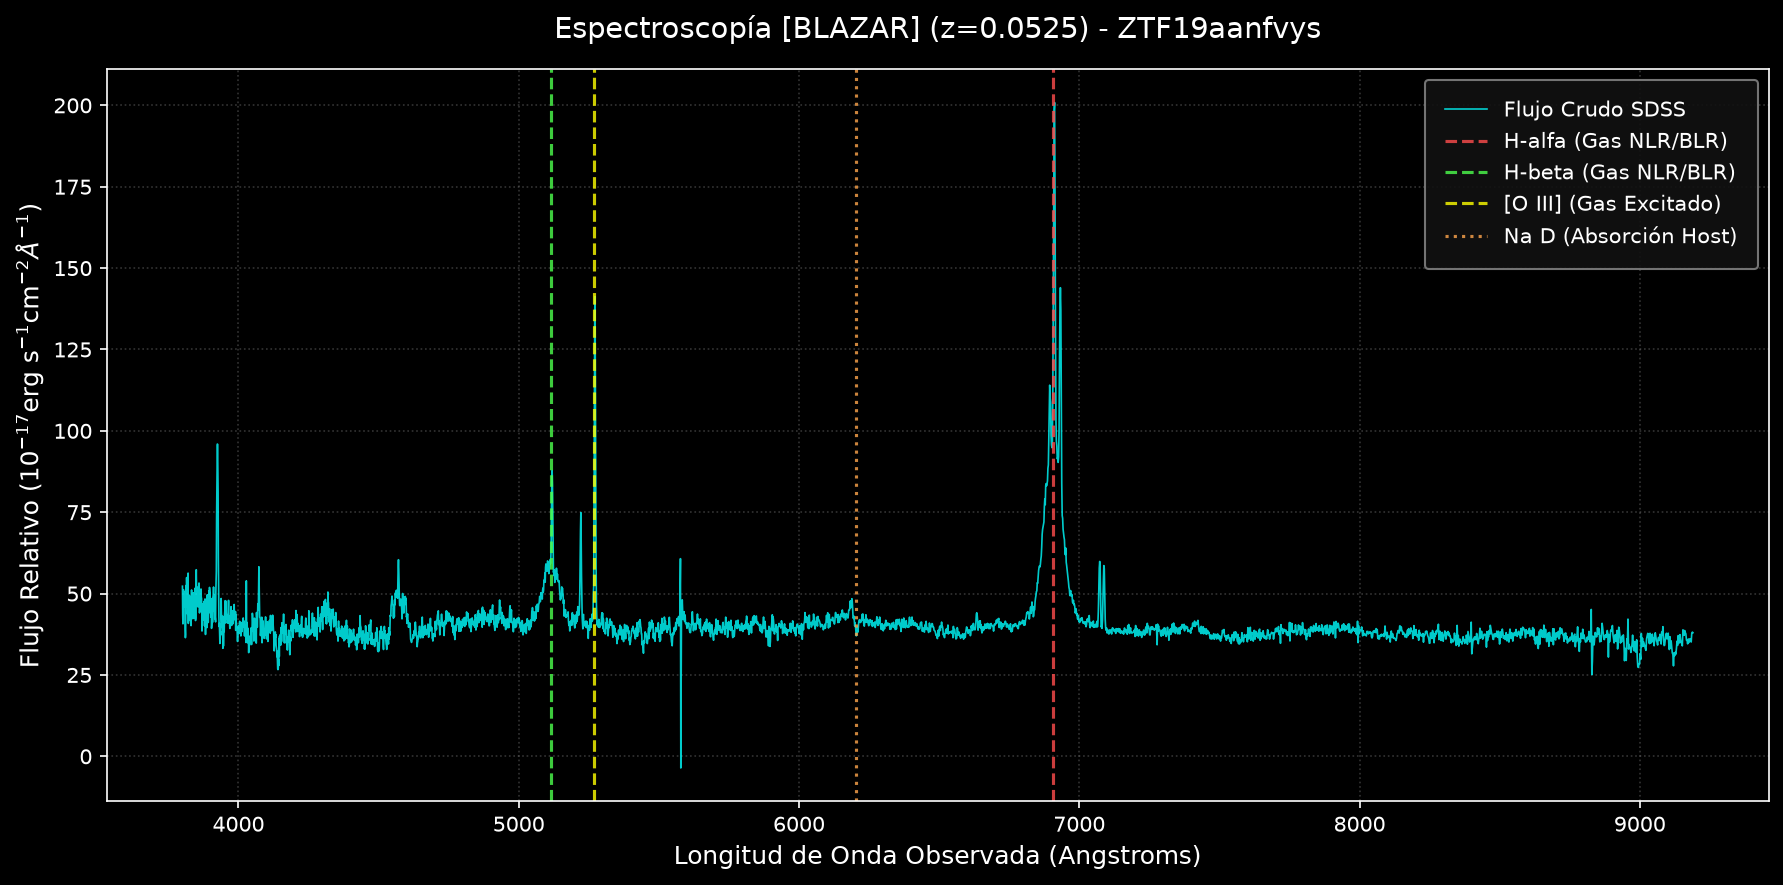 Espectroscopía [BLAZAR] (z=0.0525) - ZTF19aanfvys
Flujo Relativo (10⁻¹⁷erg s⁻¹cm⁻²Å⁻¹)
200
175
150
125
100
75
50
25
0
Flujo Crudo SDSS
H-alfa (Gas NLR/BLR)
H-beta (Gas NLR/BLR)
[O III] (Gas Excitado)
Na D (Absorción Host)
4000 5000 6000 7000 8000 9000
Longitud de Onda Observada (Angstroms)